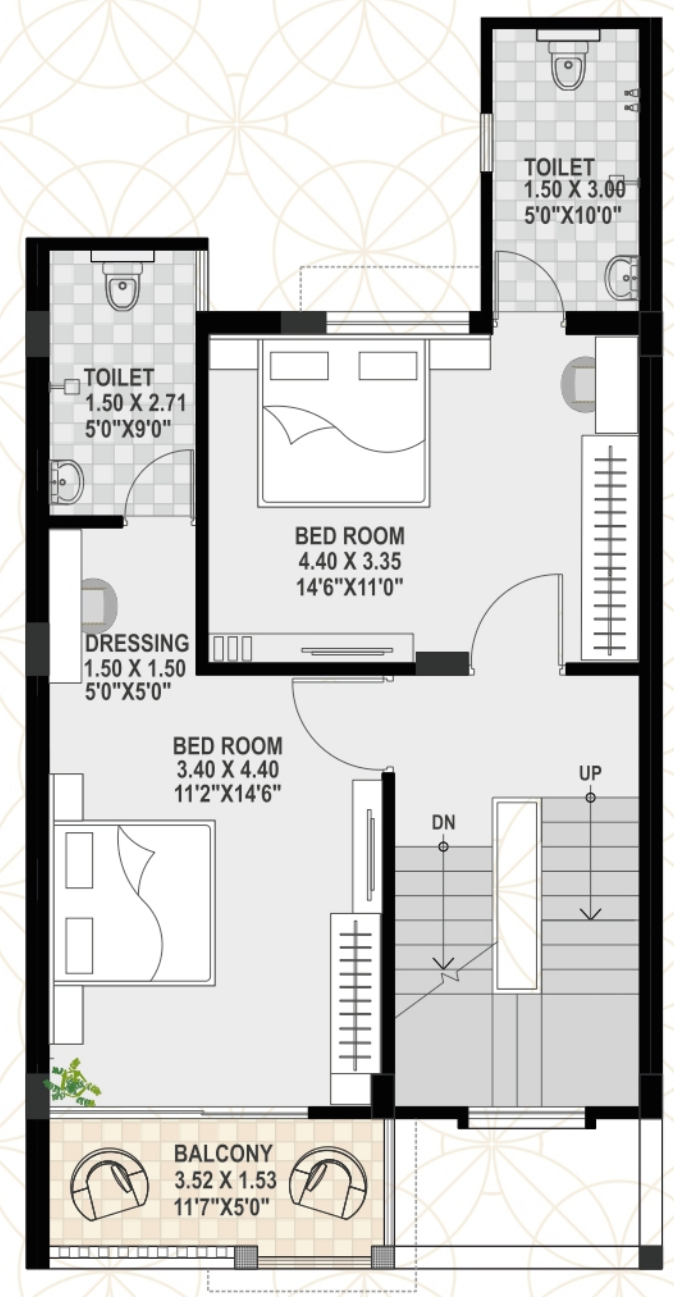 TOILET
1.50 X 3.00
5'0"X10'0"
TOILET
1.50 X 2.71
5'0"X9'0"
BED ROOM
4.40 X 3.35
14'6"X11'0"
DRESSING
1.50 X 1.50
5'0"X5'0"
BED ROOM
3.40 X 4.40
11'2"X14'6"
UP
DN
BALCONY
3.52 X 1.53
11'7"X5'0"